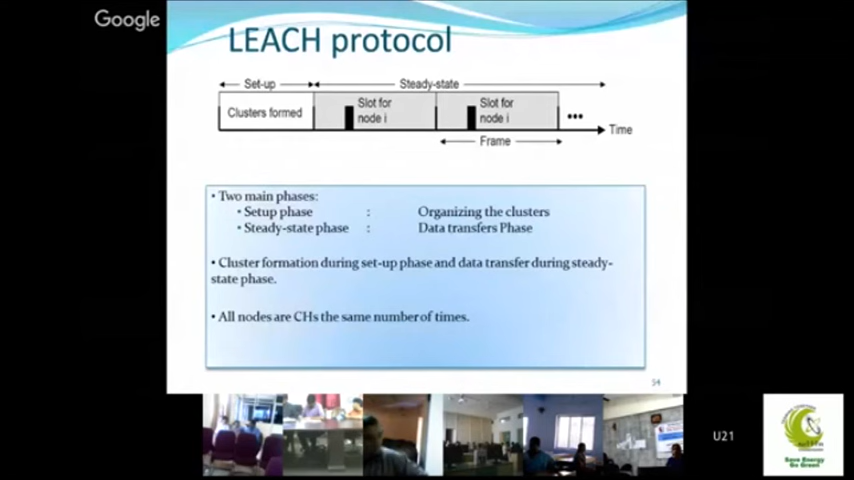 Google
LEACH protocol
Set-up
Steady-state
Clusters formed
Slot for
node i
Slot for
node i
Time
Frame
• Two main phases:
• Setup phase : Organizing the clusters
• Steady-state phase : Data transfers Phase
• Cluster formation during set-up phase and data transfer during steady-
state phase.
• All nodes are CHs the same number of times.
54
U21
Save Energy
Go Green